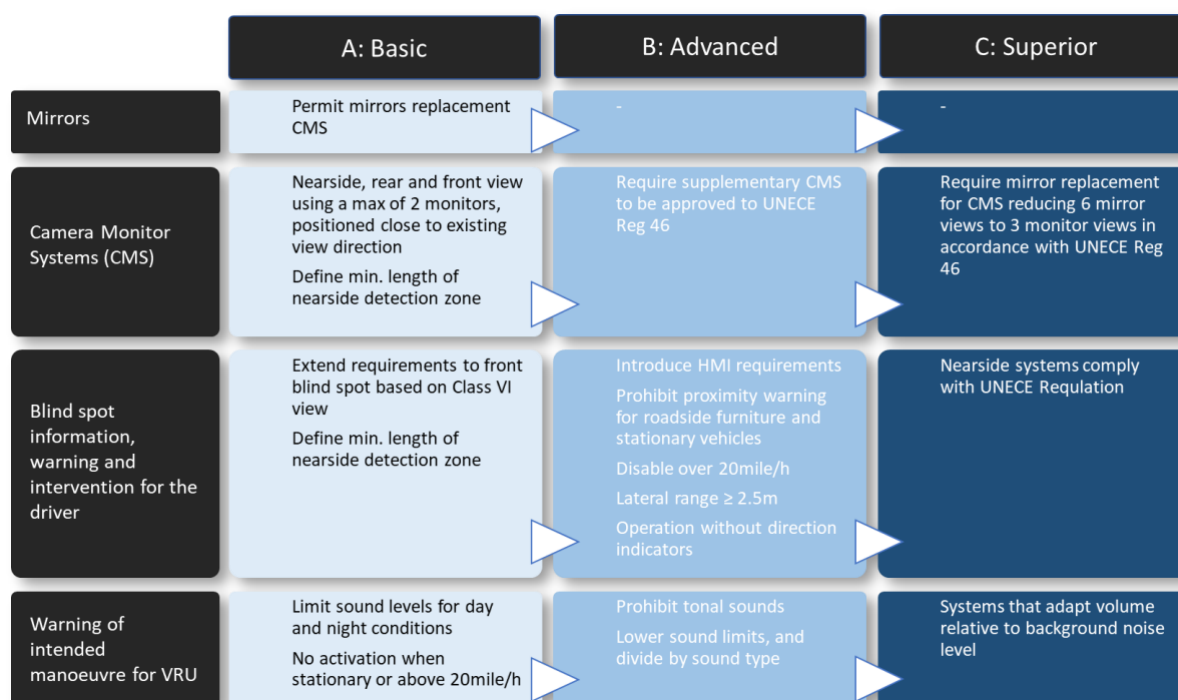 A: Basic
B: Advanced
C: Superior
Mirrors
Permit mirrors replacement
CMS
-
-
Camera Monitor
Systems (CMS)
Nearside, rear and front view
using a max of 2 monitors,
positioned close to existing
view direction
Define min. length of
nearside detection zone
Require supplementary CMS
to be approved to UNECE
Reg 46
Require mirror replacement
for CMS reducing 6 mirror
views to 3 monitor views in
accordance with UNECE Reg
46
Blind spot
information,
warning and
intervention for the
driver
Extend requirements to front
blind spot based on Class VI
view
Define min. length of
nearside detection zone
Introduce HMI requirements
Prohibit proximity warning
for roadside furniture and
stationary vehicles
Disable over 20mile/h
Lateral range ≥ 2.5m
Operation without direction
indicators
Nearside systems comply
with UNECE Requlation
Warning of
intended
manoeuvre for VRU
Limit sound levels for day
and night conditions
No activation when
stationary or above 20mile/h
Prohibit tonal sounds
Lower sound limits, and
divide by sound type
Systems that adapt volume
relative to background noise
level